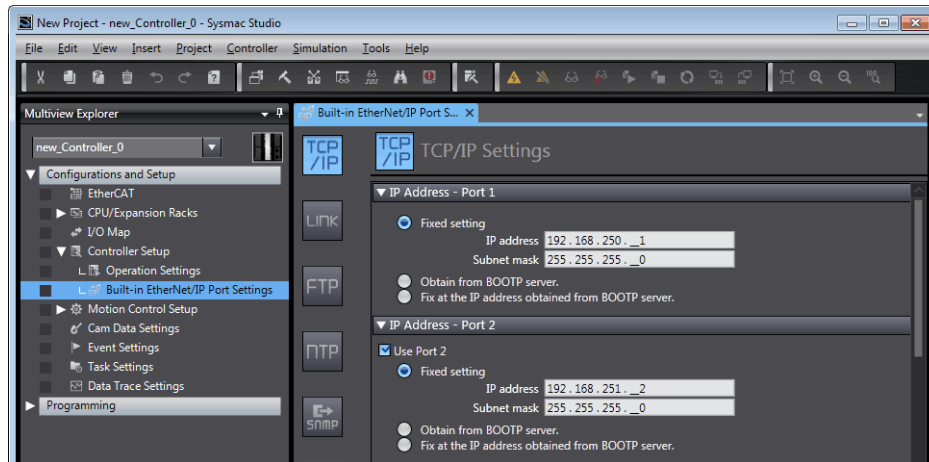 New Project - new_Controller_0 - Sysmac Studio
File Edit View Insert Project Controller Simulation Tools Help
Multiview Explorer
new_Controller_0
Configurations and Setup
EtherCAT
CPU/Expansion Racks
I/O Map
Controller Setup
Operation Settings
Built-in EtherNet/IP Port Settings
Motion Control Setup
Cam Data Settings
Event Settings
Task Settings
Data Trace Settings
Programming
Built-in EtherNet/IP Port S...
TCP/IP
LINK
FTP
NTP
SNMP
TCP/IP TCP/IP Settings
IP Address - Port 1
Fixed setting
IP address 192.168.250.__1
Subnet mask 255.255.255.__0
Obtain from BOOTP server.
Fix at the IP address obtained from BOOTP server.
IP Address - Port 2
Use Port 2
Fixed setting
IP address 192.168.251.__2
Subnet mask 255.255.255.__0
Obtain from BOOTP server.
Fix at the IP address obtained from BOOTP server.